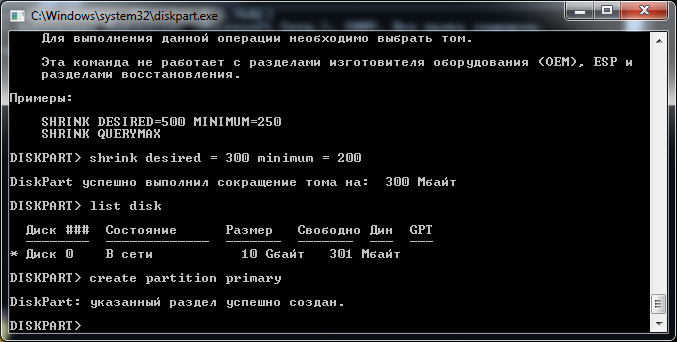 C:\Windows\system32\diskpart.exe
Для выполнения данной операции необходимо выбрать том.
Эта команда не работает с разделами изготовителя оборудования (OEM), ESP и
разделами восстановления.
Примеры:
SHRINK DESIRED=500 MINIMUM=250
SHRINK QUERYMAX
DISKPART> shrink desired = 300 minimum = 200
DiskPart успешно выполнил сокращение тома на:  300 Мбайт
DISKPART> list disk
Диск ###  Состояние      Размер   Свободно  Дин  GPT
--------  -------------  -------  -------  ---  ---
* Диск 0    В сети           10 Gбайт   301 Mбайт
DISKPART> create partition primary
DiskPart: указанный раздел успешно создан.
DISKPART>